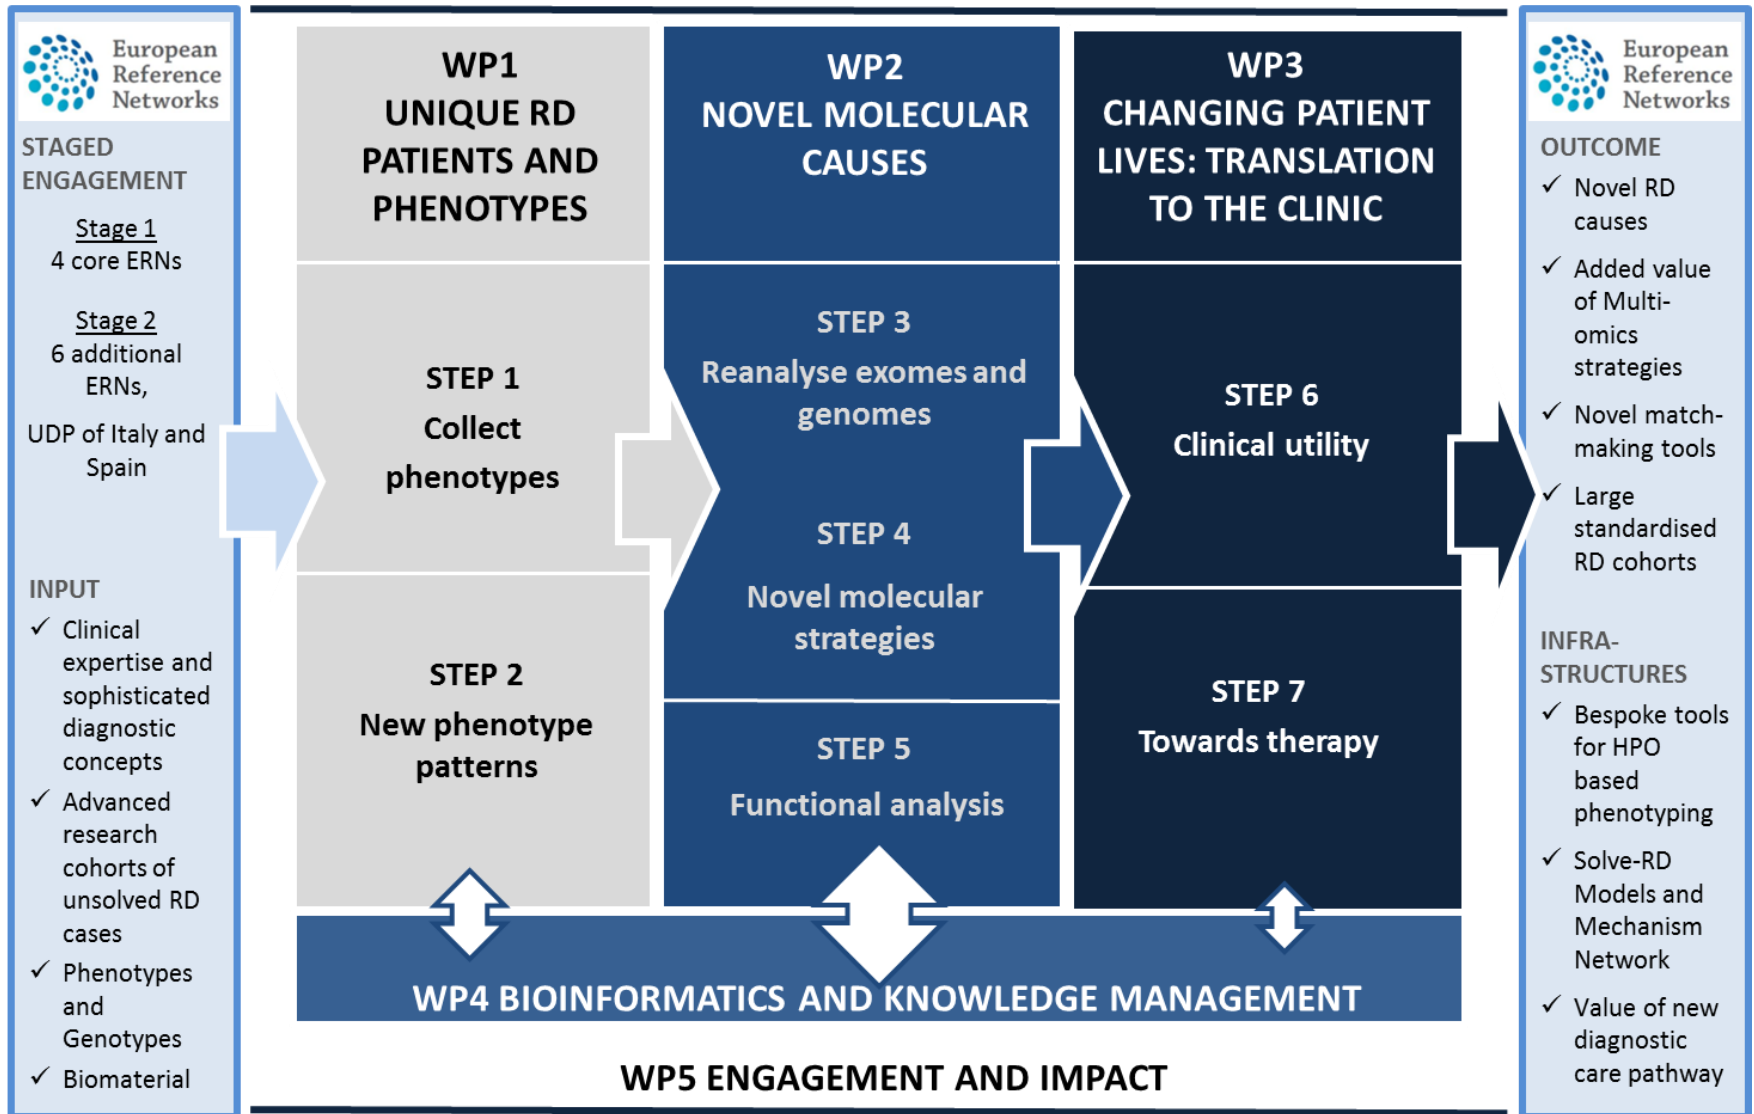 European
Reference
Networks
STAGED
ENGAGEMENT
Stage 1
4 core ERNs
Stage 2
6 additional
ERNs,
UDP of Italy and
Spain
INPUT
✓ Clinical
expertise and
sophisticated
diagnostic
concepts
✓ Advanced
research
cohorts of
unsolved RD
cases
✓ Phenotypes
and
Genotypes
✓ Biomaterial
WP1
UNIQUE RD
PATIENTS AND
PHENOTYPES
STEP 1
Collect
phenotypes
STEP 2
New phenotype
patterns
WP2
NOVEL MOLECULAR
CAUSES
STEP 3
Reanalyse exomes and
genomes
STEP 4
Novel molecular
strategies
STEP 5
Functional analysis
WP3
CHANGING PATIENT
LIVES: TRANSLATION
TO THE CLINIC
STEP 6
Clinical utility
STEP 7
Towards therapy
WP4 BIOINFORMATICS AND KNOWLEDGE MANAGEMENT
WP5 ENGAGEMENT AND IMPACT
European
Reference
Networks
OUTCOME
✓ Novel RD
causes
✓ Added value
of Multi-
omics
strategies
✓ Novel match-
making tools
✓ Large
standardised
RD cohorts
INFRA-
STRUCTURES
✓ Bespoke tools
for HPO
based
phenotyping
✓ Solve-RD
Models and
Mechanism
Network
✓ Value of new
diagnostic
care pathway